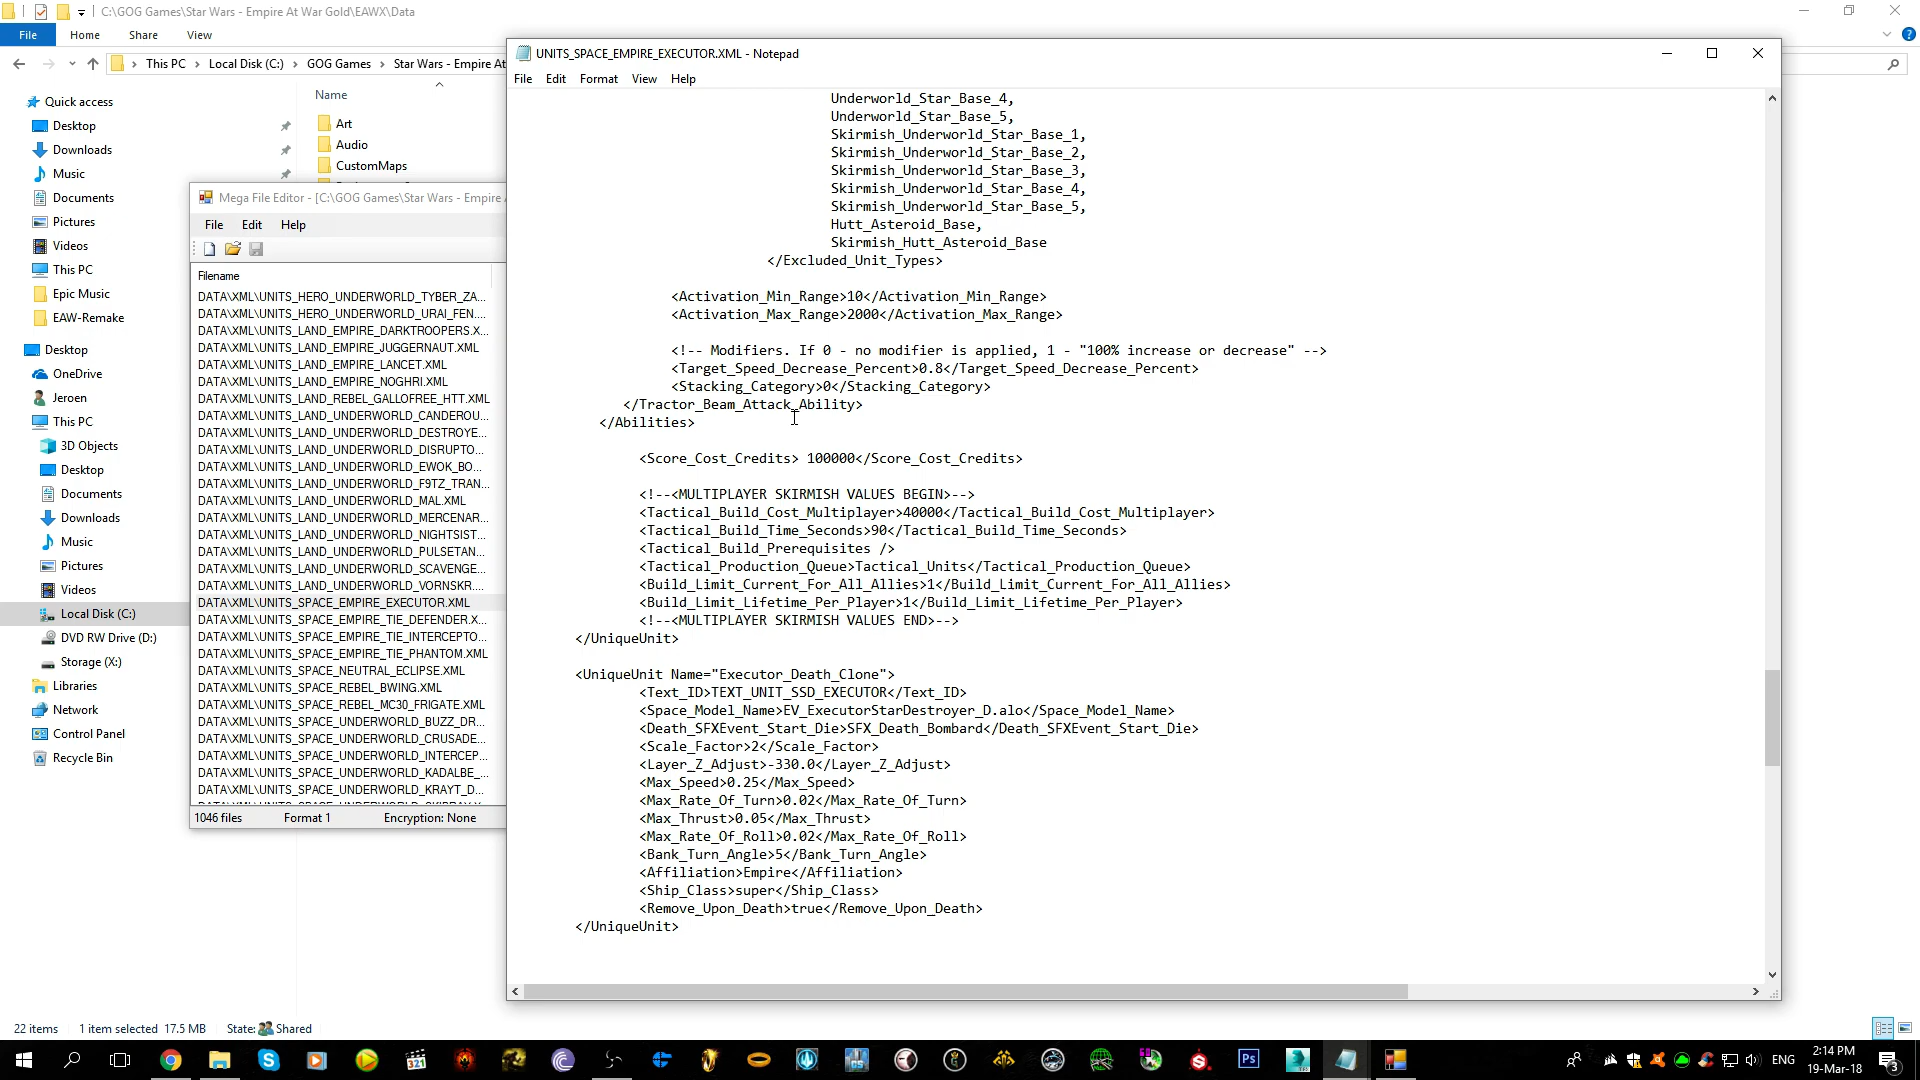 C:\GOG Games\Star Wars - Empire At War Gold\EAWX\Data
File Home Share View
This PC Local Disk (C:) GOG Games Star Wars - Empire At
Quick access
Desktop
Downloads
Music
Documents
Pictures
Videos
This PC
Epic Music
EAW-Remake
Desktop
OneDrive
Jeroen
This PC
3D Objects
Desktop
Documents
Downloads
Music
Pictures
Videos
Local Disk (C:)
DVD RW Drive (D:)
Storage (X:)
Libraries
Network
Control Panel
Recycle Bin
Name
Art
Audio
CustomMaps
Mega File Editor - [C:\GOG Games\Star Wars - Empire
File Edit Help
Filename
DATA\XML\UNITS_HERO_UNDERWORLD_TYBER_ZA...
DATA\XML\UNITS_HERO_UNDERWORLD_URAI_FEN...
DATA\XML\UNITS_LAND_EMPIRE_DARKTROOPERS.X...
DATA\XML\UNITS_LAND_EMPIRE_JUGGERNAUT.XML
DATA\XML\UNITS_LAND_EMPIRE_LANCET.XML
DATA\XML\UNITS_LAND_EMPIRE_NOGHRI.XML
DATA\XML\UNITS_LAND_REBEL_GALLOFREE_HTT.XML
DATA\XML\UNITS_LAND_UNDERWORLD_CANDEROU...
DATA\XML\UNITS_LAND_UNDERWORLD_DESTROYE...
DATA\XML\UNITS_LAND_UNDERWORLD_DISRUPTO...
DATA\XML\UNITS_LAND_UNDERWORLD_EWOK_BO...
DATA\XML\UNITS_LAND_UNDERWORLD_F9TZ_TRAN...
DATA\XML\UNITS_LAND_UNDERWORLD_MAL.XML
DATA\XML\UNITS_LAND_UNDERWORLD_MERCENAR...
DATA\XML\UNITS_LAND_UNDERWORLD_NIGHTSIST...
DATA\XML\UNITS_LAND_UNDERWORLD_PULSETAN...
DATA\XML\UNITS_LAND_UNDERWORLD_SCAVENGE...
DATA\XML\UNITS_LAND_UNDERWORLD_VORNSKR...
DATA\XML\UNITS_SPACE_EMPIRE_EXECUTOR.XML
DATA\XML\UNITS_SPACE_EMPIRE_TIE_DEFENDER.X...
DATA\XML\UNITS_SPACE_EMPIRE_TIE_INTERCEPTO...
DATA\XML\UNITS_SPACE_EMPIRE_TIE_PHANTOM.XML
DATA\XML\UNITS_SPACE_NEUTRAL_ECLIPSE.XML
DATA\XML\UNITS_SPACE_REBEL_BWING.XML
DATA\XML\UNITS_SPACE_REBEL_MC30_FRIGATE.XML
DATA\XML\UNITS_SPACE_UNDERWORLD_BUZZ_DR...
DATA\XML\UNITS_SPACE_UNDERWORLD_CRUSADE...
DATA\XML\UNITS_SPACE_UNDERWORLD_INTERCEP...
DATA\XML\UNITS_SPACE_UNDERWORLD_KADALBE_...
DATA\XML\UNITS_SPACE_UNDERWORLD_KRAYT_D...
1046 files Format 1 Encryption: None
UNITS_SPACE_EMPIRE_EXECUTOR.XML - Notepad
File Edit Format View Help
Underworld_Star_Base_4,
Underworld_Star_Base_5,
Skirmish_Underworld_Star_Base_1,
Skirmish_Underworld_Star_Base_2,
Skirmish_Underworld_Star_Base_3,
Skirmish_Underworld_Star_Base_4,
Skirmish_Underworld_Star_Base_5,
Hutt_Asteroid_Base,
Skirmish_Hutt_Asteroid_Base
</Excluded_Unit_Types>
<Activation_Min_Range>10</Activation_Min_Range>
<Activation_Max_Range>2000</Activation_Max_Range>
<!-- Modifiers. If 0 - no modifier is applied, 1 - "100% increase or decrease" -->
<Target_Speed_Decrease_Percent>0.8</Target_Speed_Decrease_Percent>
<Stacking_Category>0</Stacking_Category>
</Tractor_Beam_Attack_Ability>
</Abilities>
<Score_Cost_Credits> 100000</Score_Cost_Credits>
<!--<MULTIPLAYER SKIRMISH VALUES BEGIN>-->
<Tactical_Build_Cost_Multiplayer>40000</Tactical_Build_Cost_Multiplayer>
<Tactical_Build_Time_Seconds>90</Tactical_Build_Time_Seconds>
<Tactical_Build_Prerequisites />
<Tactical_Production_Queue>Tactical_Units</Tactical_Production_Queue>
<Build_Limit_Current_For_All_Allies>1</Build_Limit_Current_For_All_Allies>
<Build_Limit_Lifetime_Per_Player>1</Build_Limit_Lifetime_Per_Player>
<!--<MULTIPLAYER SKIRMISH VALUES END>-->
</UniqueUnit>
<UniqueUnit Name="Executor_Death_Clone">
<Text_ID>TEXT_UNIT_SSD_EXECUTOR</Text_ID>
<Space_Model_Name>EV_ExecutorStarDestroyer_D.alo</Space_Model_Name>
<Death_SFXEvent_Start_Die>SFX_Death_Bombard</Death_SFXEvent_Start_Die>
<Scale_Factor>2</Scale_Factor>
<Layer_Z_Adjust>-330.0</Layer_Z_Adjust>
<Max_Speed>0.25</Max_Speed>
<Max_Rate_Of_Turn>0.02</Max_Rate_Of_Turn>
<Max_Thrust>0.05</Max_Thrust>
<Max_Rate_Of_Roll>0.02</Max_Rate_Of_Roll>
<Bank_Turn_Angle>5</Bank_Turn_Angle>
<Affiliation>Empire</Affiliation>
<Ship_Class>super</Ship_Class>
<Remove_Upon_Death>true</Remove_Upon_Death>
</UniqueUnit>
22 items 1 item selected 17.5 MB State: Shared
321
Ps
ENG
2:14 PM
19-Mar-18
3